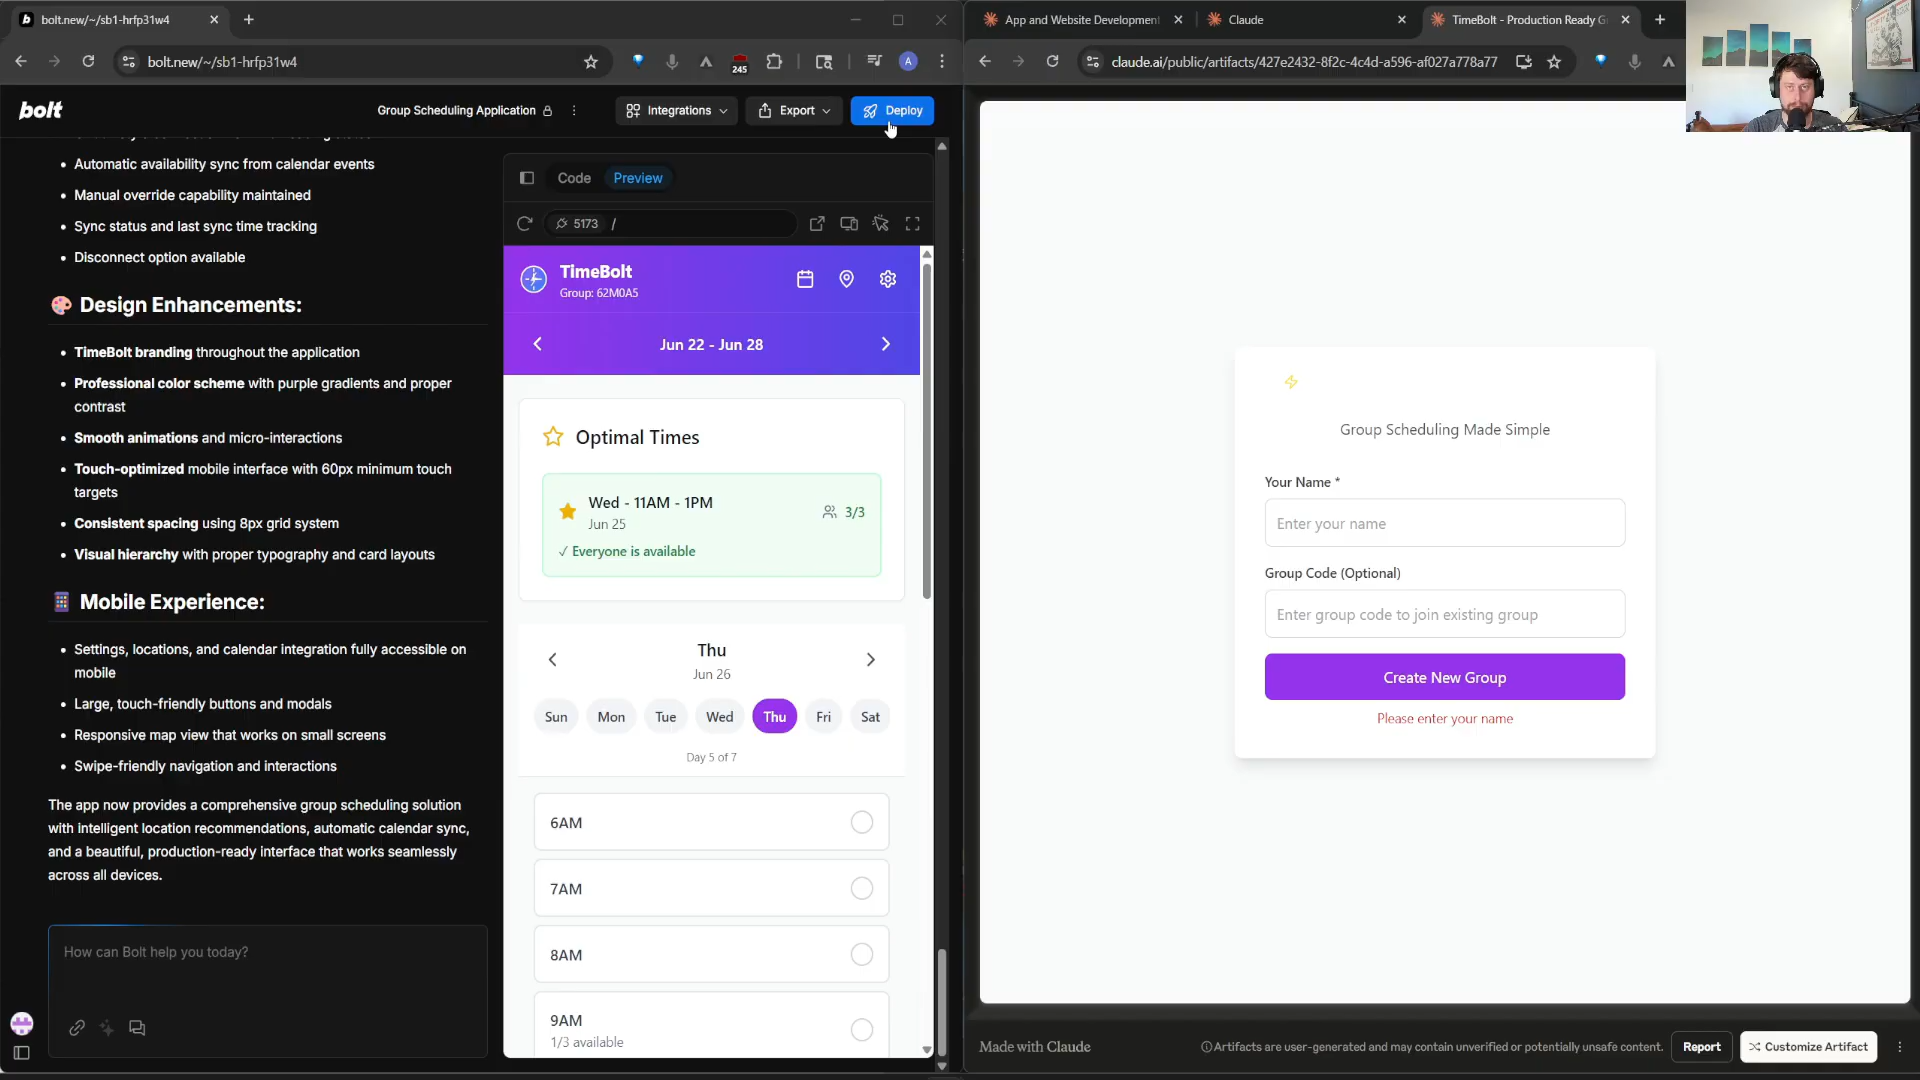 bolt.new/~/sb1-hrfp31w4
bolt.new/~/sb1-hrfp31w4
245
A
bolt
Group Scheduling Application
Integrations
Export
Deploy
Automatic availability sync from calendar events
Manual override capability maintained
Sync status and last sync time tracking
Disconnect option available
Design Enhancements:
TimeBolt branding throughout the application
Professional color scheme with purple gradients and proper
contrast
Smooth animations and micro-interactions
Touch-optimized mobile interface with 60px minimum touch
targets
Consistent spacing using 8px grid system
Visual hierarchy with proper typography and card layouts
Mobile Experience:
Settings, locations, and calendar integration fully accessible on
mobile
Large, touch-friendly buttons and modals
Responsive map view that works on small screens
Swipe-friendly navigation and interactions
The app now provides a comprehensive group scheduling solution
with intelligent location recommendations, automatic calendar sync,
and a beautiful, production-ready interface that works seamlessly
across all devices.
How can Bolt help you today?
Code
Preview
5173
/
TimeBolt
Group: 62M0A5
Jun 22 - Jun 28
Optimal Times
Wed - 11AM - 1PM
Jun 25
3/3
✓ Everyone is available
Thu
Jun 26
Sun
Mon
Tue
Wed
Thu
Fri
Sat
Day 5 of 7
6AM
7AM
8AM
9AM
1/3 available
App and Website Developmen
Claude
TimeBolt - Production Ready G
claude.ai/public/artifacts/427e2432-8f2c-4c4d-a596-af027a778a77
Group Scheduling Made Simple
Your Name *
Enter your name
Group Code (Optional)
Enter group code to join existing group
Create New Group
Please enter your name
Made with Claude
Artifacts are user-generated and may contain unverified or potentially unsafe content.
Report
Customize Artifact